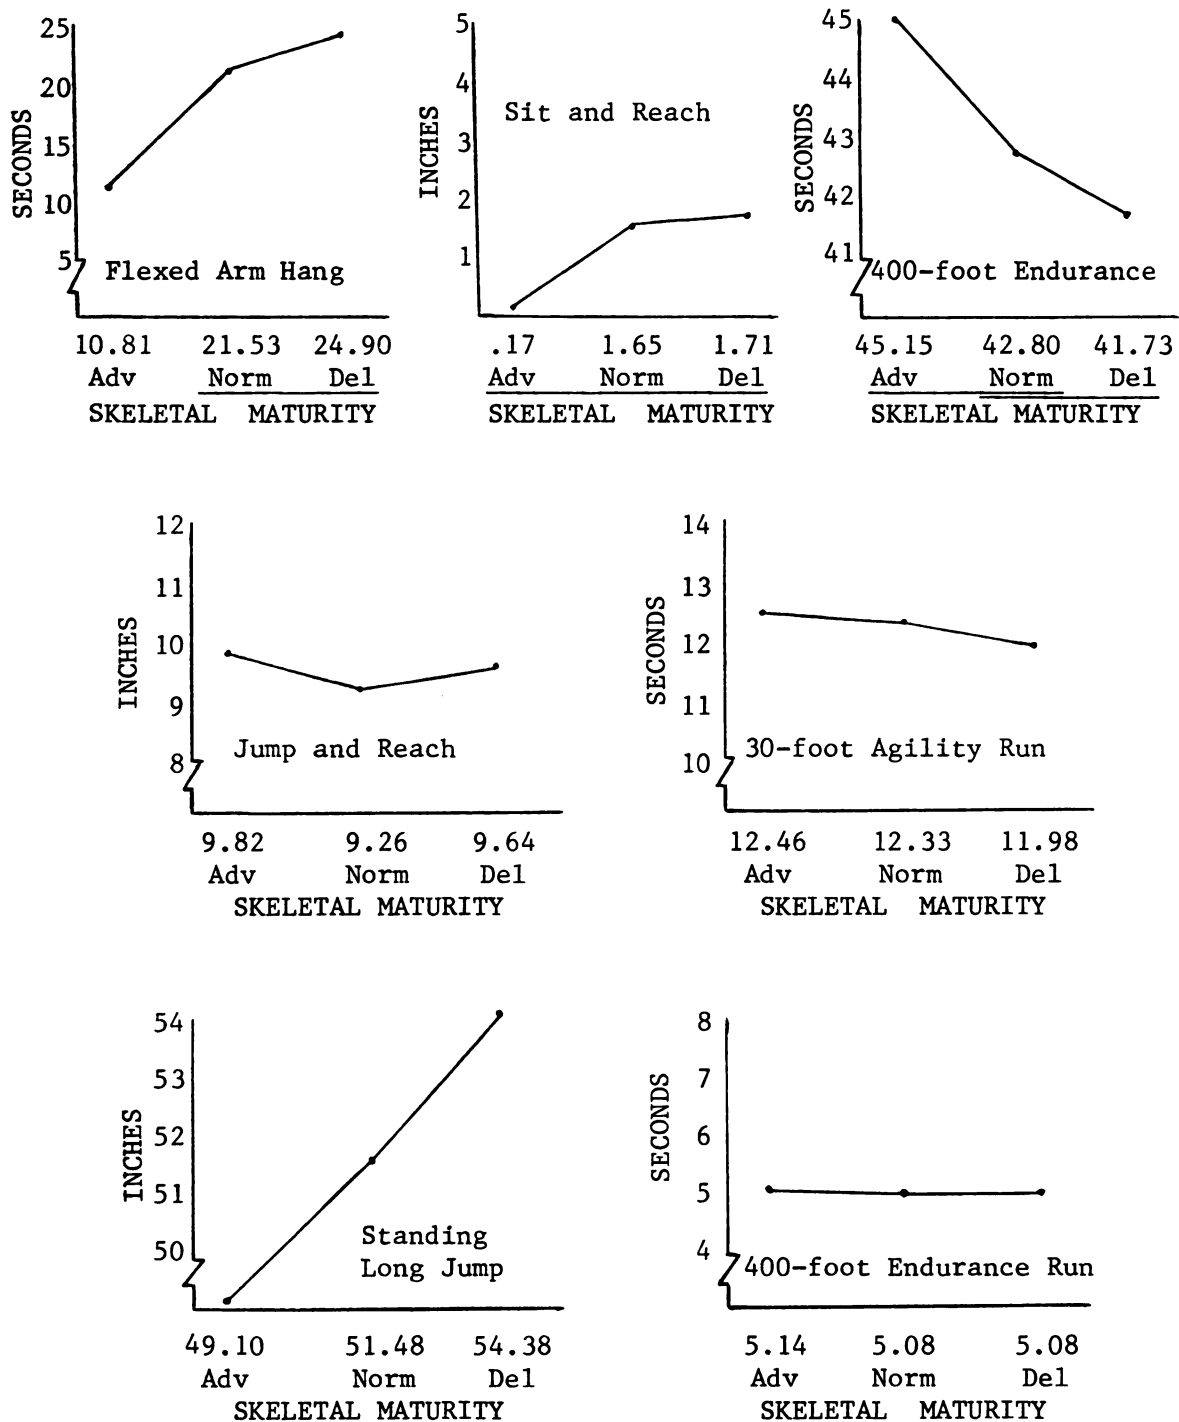 25
20
15
10
5
SECONDS
Flexed Arm Hang
10.81 21.53 24.90
Adv Norm Del
SKELETAL MATURITY
5
4
3
2
1
INCHES
Sit and Reach
.17 1.65 1.71
Adv Norm Del
SKELETAL MATURITY
45
44
43
42
41
SECONDS
400-foot Endurance
45.15 42.80 41.73
Adv Norm Del
SKELETAL MATURITY
12
11
10
9
8
INCHES
Jump and Reach
9.82 9.26 9.64
Adv Norm Del
SKELETAL MATURITY
14
13
12
11
10
SECONDS
30-foot Agility Run
12.46 12.33 11.98
Adv Norm Del
SKELETAL MATURITY
54
53
52
51
50
INCHES
Standing
Long Jump
49.10 51.48 54.38
Adv Norm Del
SKELETAL MATURITY
8
7
6
5
4
SECONDS
400-foot Endurance Run
5.14 5.08 5.08
Adv Norm Del
SKELETAL MATURITY